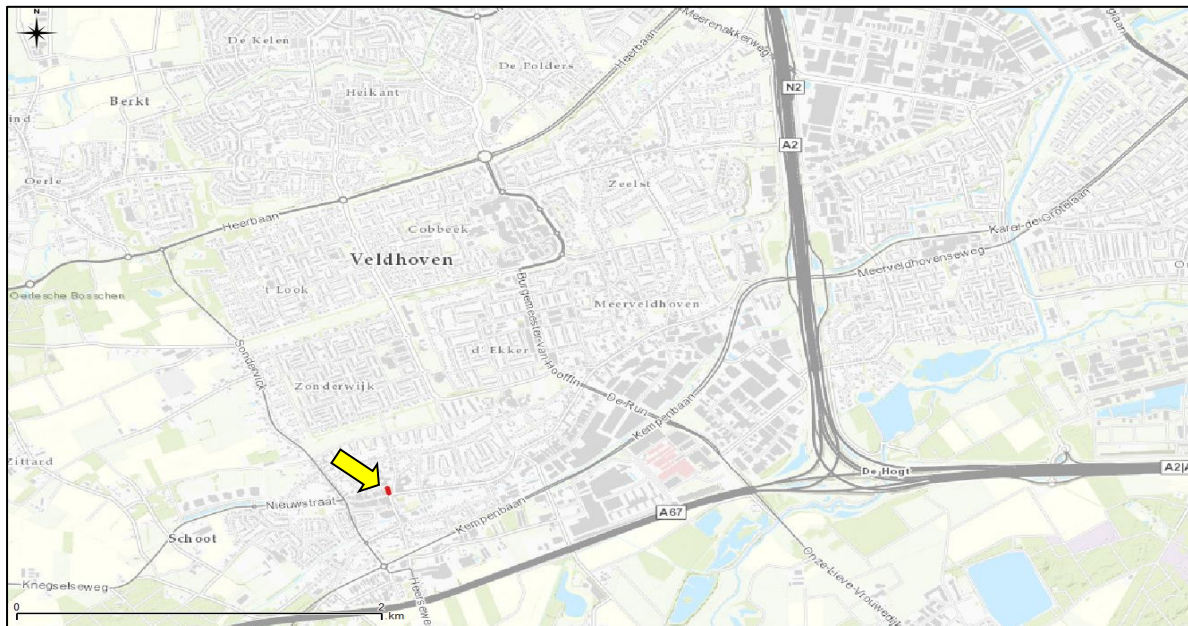 N
De Kelen
De Polders
Heerbaan
Meerenakkerweg
Heikant
Berkt
N2
A2
Oerle
Zeelst
Heerbaan
Cobbeek
Karel de Grotelaan
Veldhoven
Meerveldhovenseweg
't Look
Burgemeester van Hooffln
Oerlesche Bosschen
Meerveldhoven
d' Ekker
Sondervick
Zonderwijk
De Run
Kempenbaan
Zittard
De Hogt
A2|A
Nieuwstraat
Kempenbaan
A67
Schoot
Knegselseweg
Heerseweg
Onze-Lieve-Vrouwedijk
0
2
km